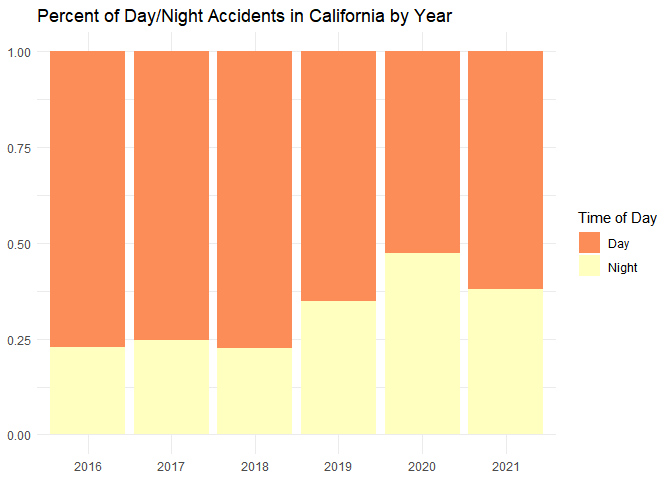 Percent of Day/Night Accidents in California by Year
1.00
0.75
0.50
0.25
0.00
2016 2017 2018 2019 2020 2021
Time of Day
Day
Night